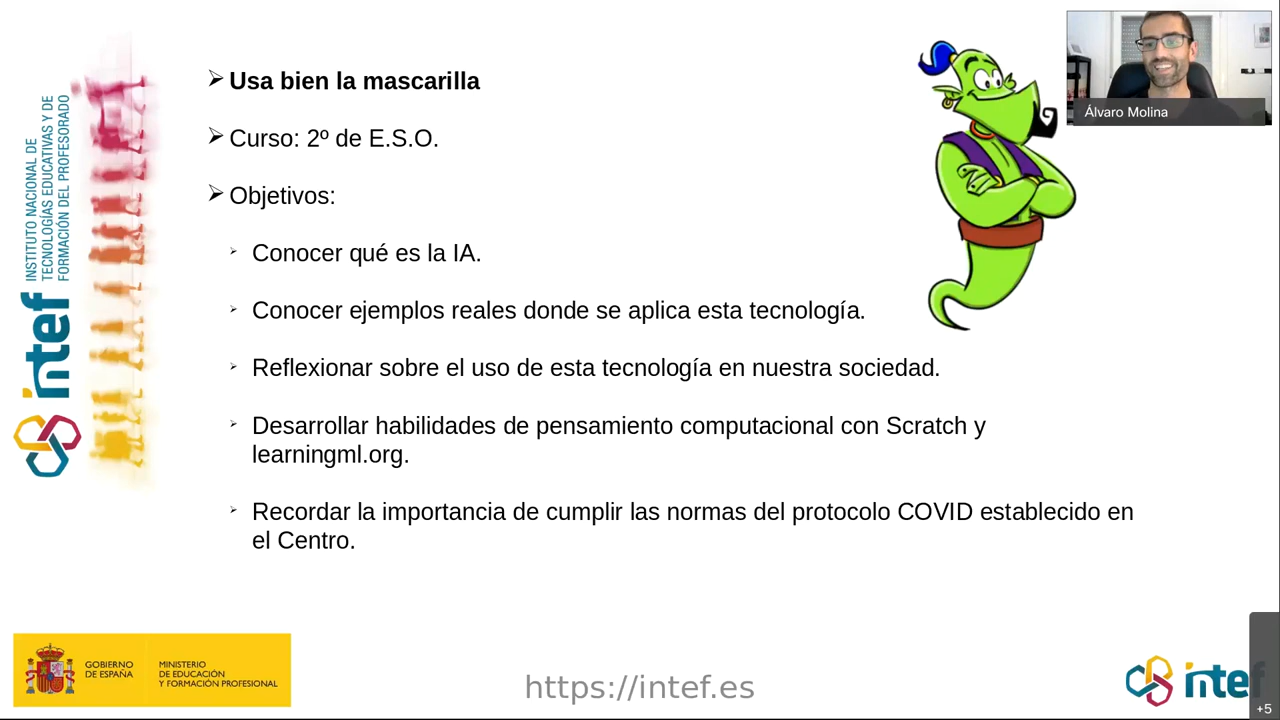 Usa bien la mascarilla
Curso: 2º de E.S.O.
Objetivos:
Conocer qué es la IA.
Conocer ejemplos reales donde se aplica esta tecnología.
Reflexionar sobre el uso de esta tecnología en nuestra sociedad.
Desarrollar habilidades de pensamiento computacional con Scratch y
learningml.org.
Recordar la importancia de cumplir las normas del protocolo COVID establecido en
el Centro.
Álvaro Molina
INSTITUTO NACIONAL DE
TECNOLOGÍAS EDUCATIVAS Y DE
FORMACIÓN DEL PROFESORADO
intef
GOBIERNO
DE ESPAÑA
MINISTERIO
DE EDUCACIÓN
Y FORMACIÓN PROFESIONAL
https://intef.es
intef
+5